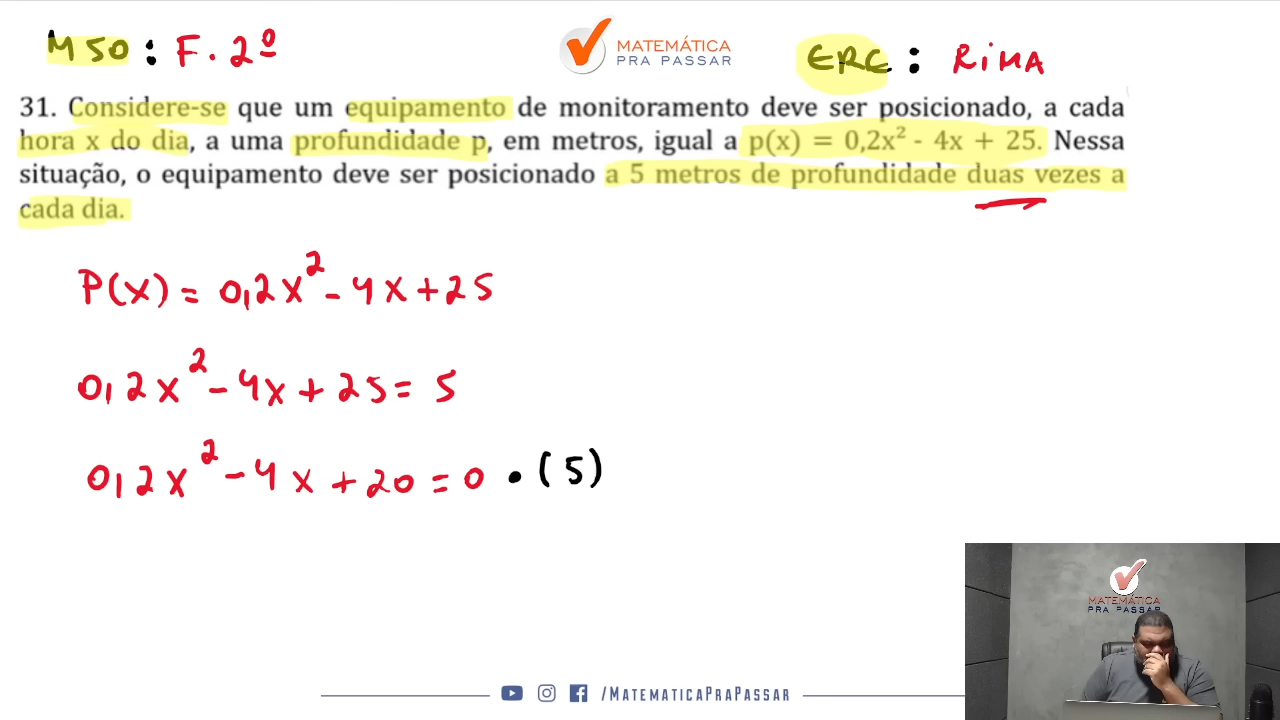 M50 : F. 2º
MATEMÁTICA
PRA PASSAR
ERC : RiMA
31. Considere-se que um equipamento de monitoramento deve ser posicionado, a cada
hora x do dia, a uma profundidade p, em metros, igual a p(x) = 0,2x² - 4x + 25. Nessa
situação, o equipamento deve ser posicionado a 5 metros de profundidade duas vezes a
cada dia.
P(x) = 0,2x² - 4x + 25
0,2x² - 4x + 25 = 5
0,2x² - 4x + 20 = 0 • (5)
MATEMÁTICA
PRA PASSAR
/MATEMATICAPRAPASSAR